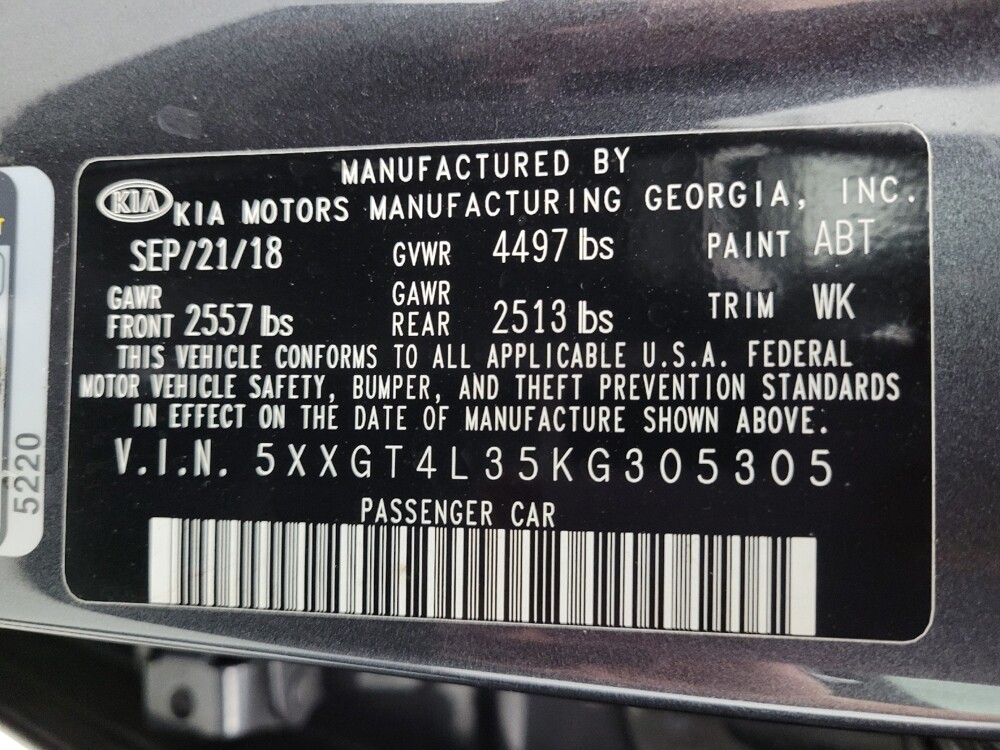 MANUFACTURED BY
KIA KIA MOTORS MANUFACTURING GEORGIA, INC.
SEP/21/18 GVWR 4497 lbs PAINT ABT
GAWR FRONT 2557 lbs GAWR REAR 2513 lbs TRIM WK
THIS VEHICLE CONFORMS TO ALL APPLICABLE U.S.A. FEDERAL
MOTOR VEHICLE SAFETY, BUMPER, AND THEFT PREVENTION STANDARDS
IN EFFECT ON THE DATE OF MANUFACTURE SHOWN ABOVE.
V.I.N. 5XXGT4L35KG305305
PASSENGER CAR
5220